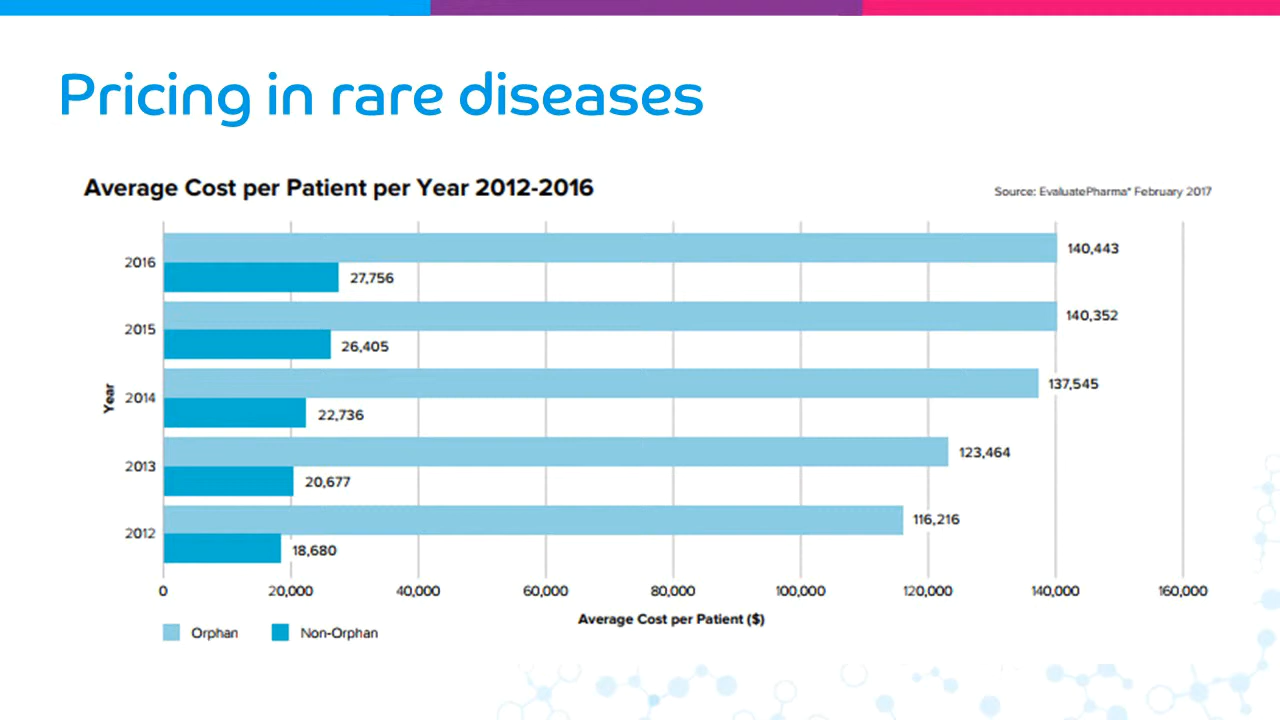 Pricing in rare diseases
Average Cost per Patient per Year 2012-2016
Source: EvaluatePharma* February 2017
2016
140,443
27,756
2015
140,352
26,405
Year
2014
137,545
22,736
2013
123,464
20,677
2012
116,216
18,680
0 20,000 40,000 60,000 80,000 100,000 120,000 140,000 160,000
Average Cost per Patient ($)
Orphan Non-Orphan